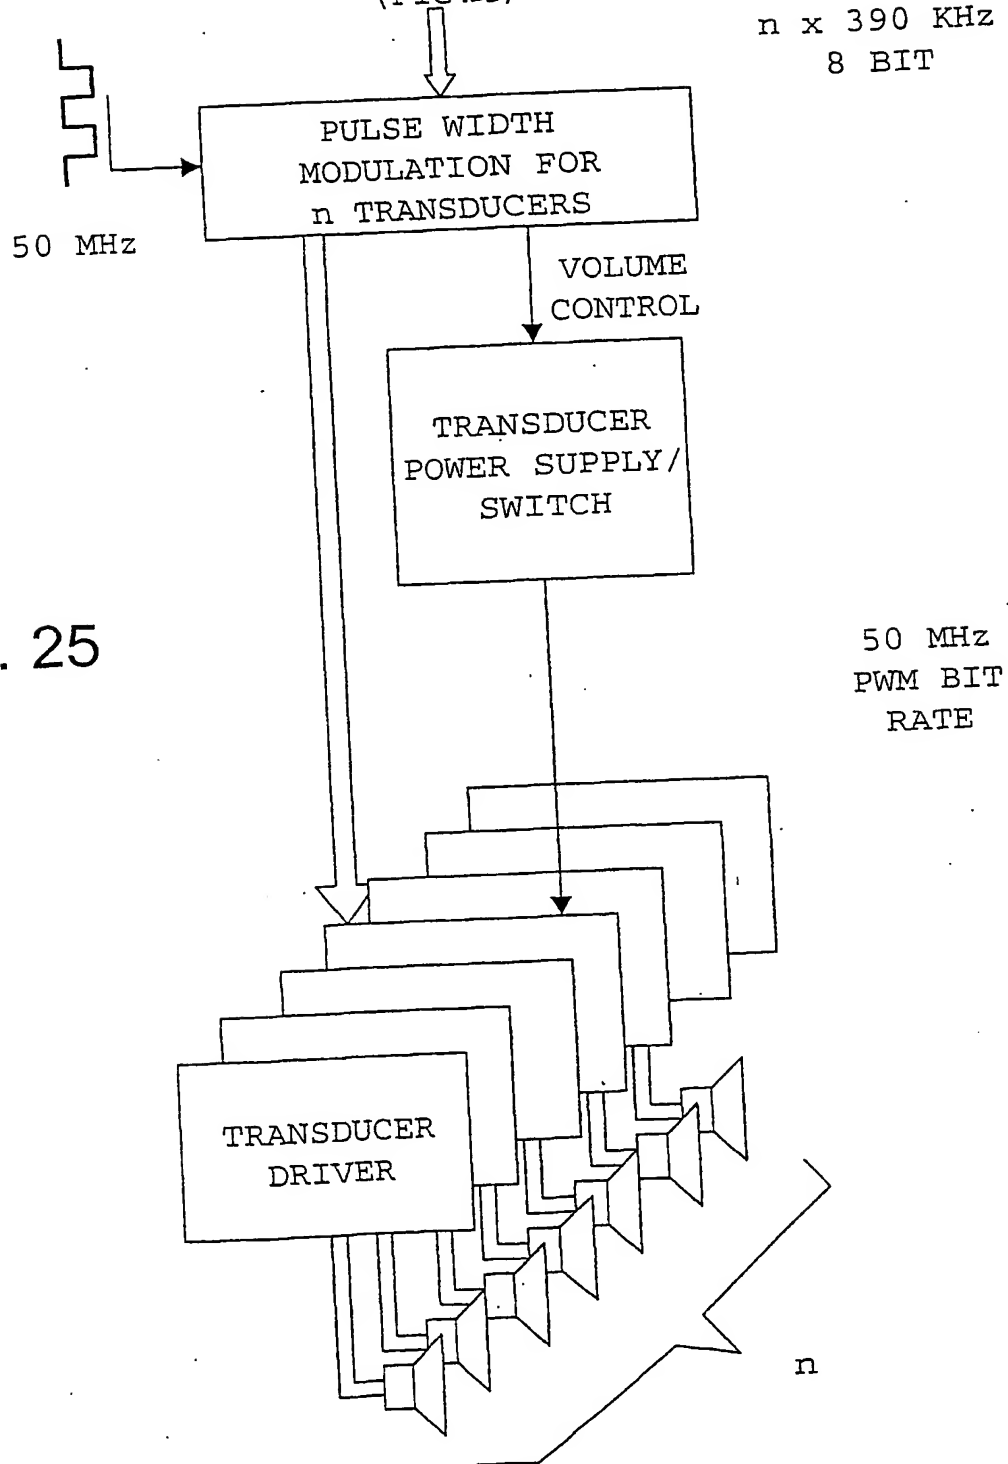 n x 390 KHz
8 BIT
PULSE WIDTH
MODULATION FOR
n TRANSDUCERS
50 MHz
VOLUME
CONTROL
TRANSDUCER
POWER SUPPLY/
SWITCH
. 25
50 MHz
PWM BIT
RATE
TRANSDUCER
DRIVER
n